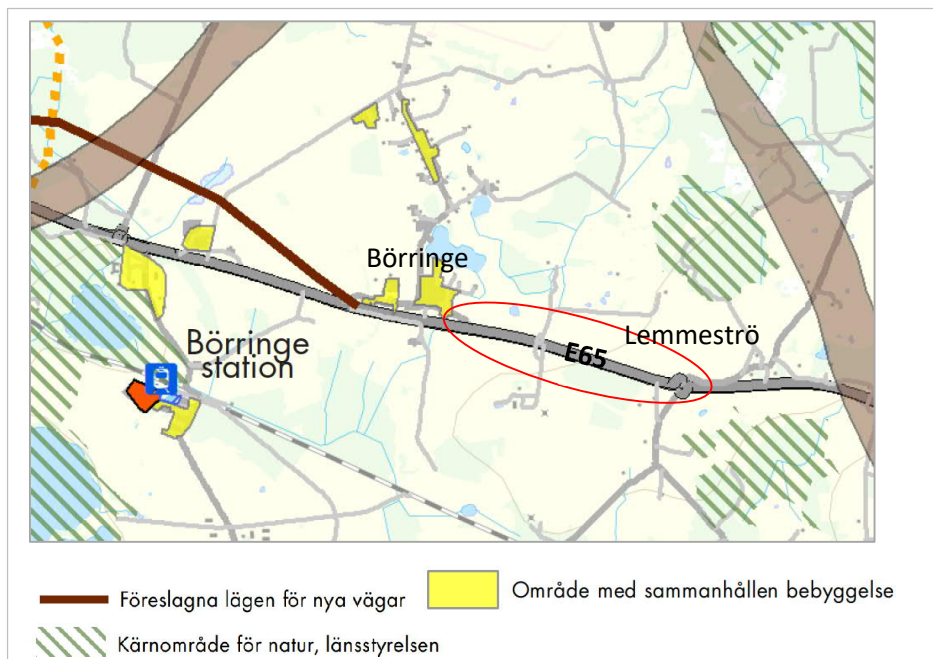 Börringe
Lemmeströ
Börringe
station
E65
Föreslagna lägen för nya vägar
Område med sammanhållen bebyggelse
Kärnområde för natur, länsstyrelsen